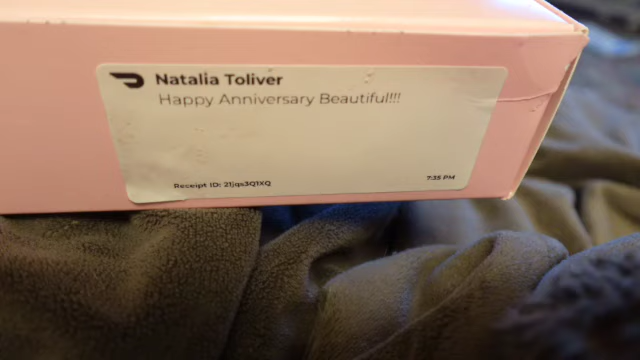 Natalia Toliver
Happy Anniversary Beautiful!!!
Receipt ID: 21jqs3Q1XQ
7:35 PM